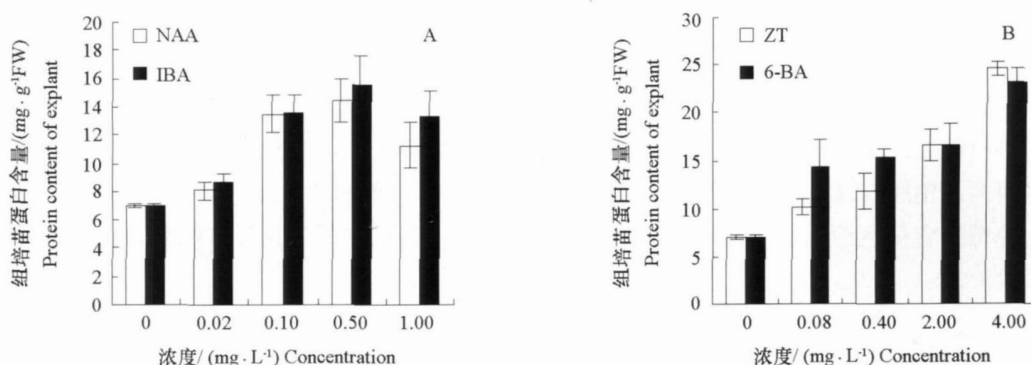 A
NAA
IBA
组培苗蛋白含量/(mg · g⁻¹FW)
Protein content of explant
20
18
16
14
12
10
8
6
4
2
0
0 0.02 0.10 0.50 1.00
浓度/ (mg · L⁻¹) Concentration
B
ZT
6-BA
组培苗蛋白含量/(mg · g⁻¹FW)
Protein content of explant
30
25
20
15
10
5
0
0 0.08 0.40 2.00 4.00
浓度/ (mg · L⁻¹) Concentration